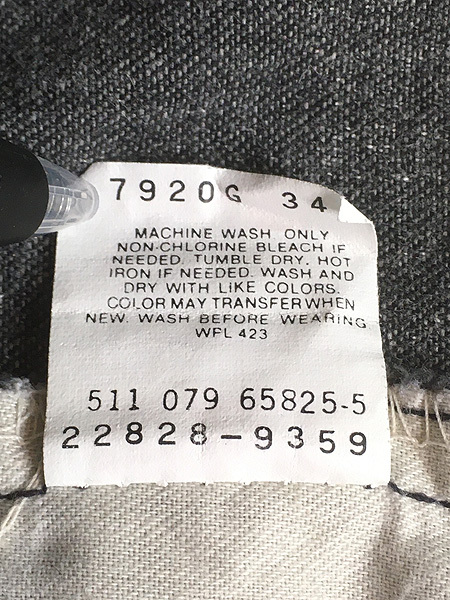 7920G 34
MACHINE WASH ONLY
NON-CHLORINE BLEACH IF
NEEDED. TUMBLE DRY. HOT
IRON IF NEEDED. WASH AND
DRY WITH LIKE COLORS.
COLOR MAY TRANSFER WHEN
NEW. WASH BEFORE WEARING
WPL 423
511 079 65825-5
22828-9359